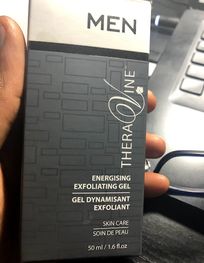 MEN
THERAVINE
ENERGISING
EXFOLIATING GEL
GEL DYNAMISANT
EXFOLIANT
SKIN CARE
SOIN DE PEAU
50 ml / 1.6 fl.oz